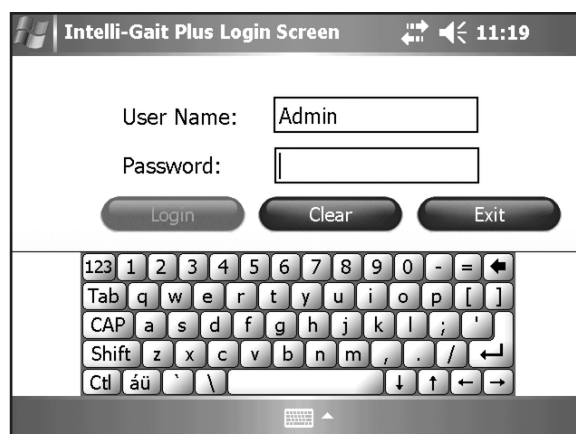 Intelli-Gait Plus Login Screen 11:19
User Name: Admin
Password:
Login Clear Exit
123 1 2 3 4 5 6 7 8 9 0 - = 🡄
Tab q w e r t y u i o p [ ]
CAP a s d f g h j k l ; '
Shift z x c v b n m , . / ↵
Ctl áü ` \ ↓ ↑ ← →